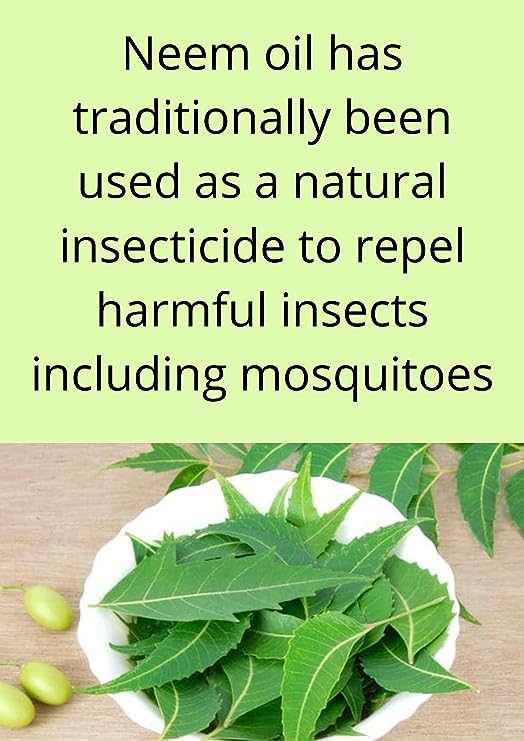 Neem oil has
traditionally been
used as a natural
insecticide to repel
harmful insects
including mosquitoes